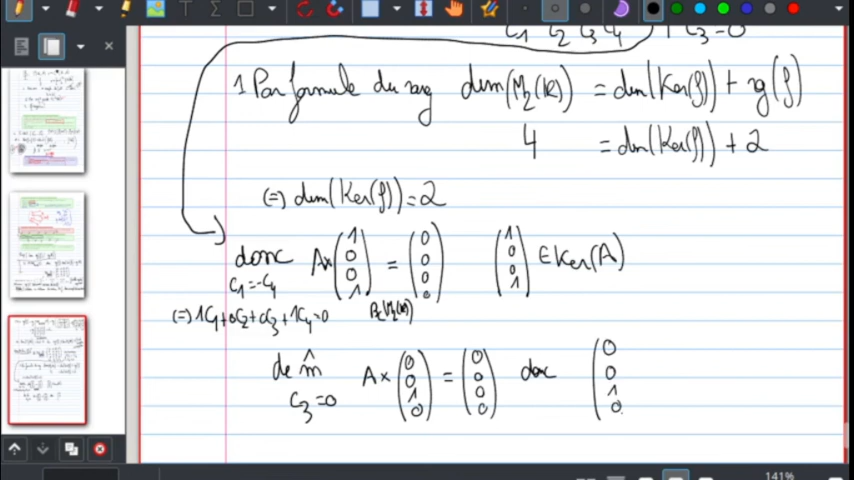 C1 C2 C3 C4 C3=0
1 Par formule du rang dim(M2(K)) = dim(Ker(f)) + rg(f)
4 = dim(Ker(f)) + 2
(=) dim(Ker(f)) = 2
donc A×(1 0 0 1) = (0 0 0 0) (1 0 0 1) ∈ Ker(A)
C1=-C4
(=) 1C1+0C2+0C3+1C4=0
de m̂ A×(0 0 1 0) = (0 0 0 0) donc (0 0 1 0)
C3=0
141%